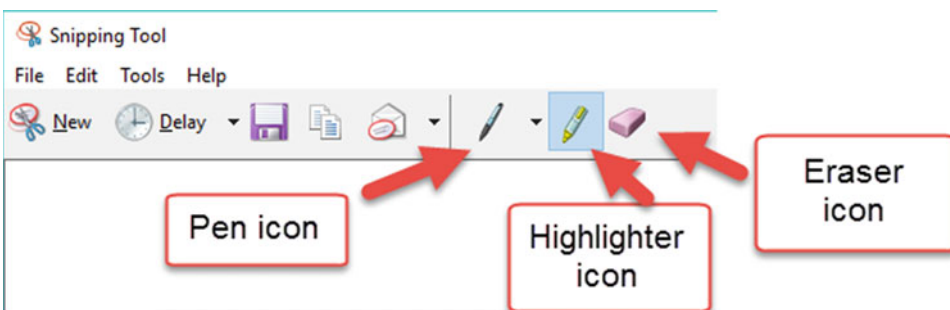 Snipping Tool
File Edit Tools Help
New Delay
Pen icon
Highlighter
icon
Eraser
icon